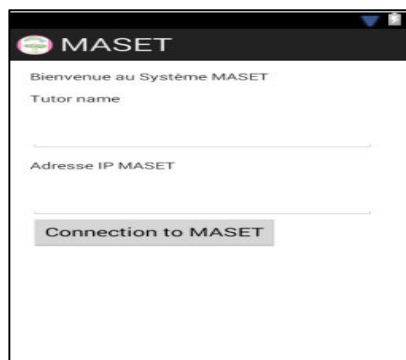 MASET
Bienvenue au Système MASET
Tutor name
Adresse IP MASET
Connection to MASET